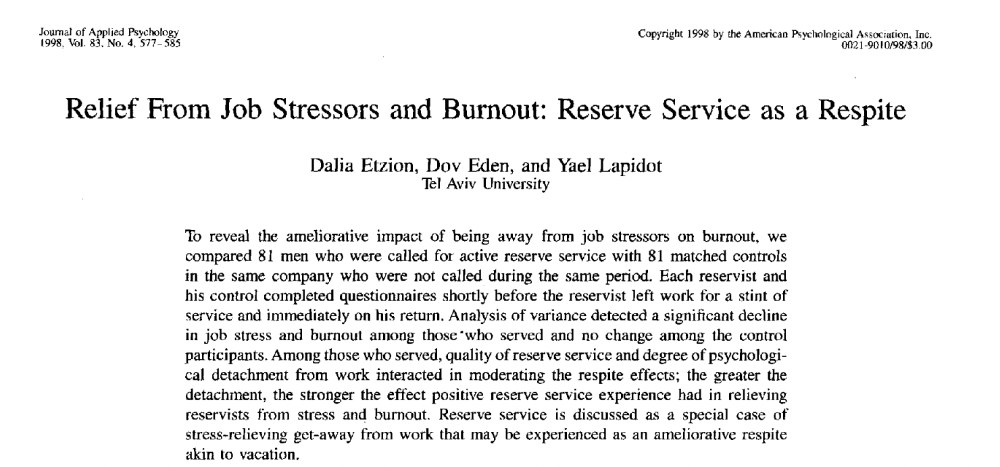 Journal of Applied Psychology
1998, Vol. 83, No. 4, 577–585
Copyright 1998 by the American Psychological Association, Inc.
0021-9010/98/$3.00
Relief From Job Stressors and Burnout: Reserve Service as a Respite
Dalia Etzion, Dov Eden, and Yael Lapidot
Tel Aviv University
To reveal the ameliorative impact of being away from job stressors on burnout, we
compared 81 men who were called for active reserve service with 81 matched controls
in the same company who were not called during the same period. Each reservist and
his control completed questionnaires shortly before the reservist left work for a stint of
service and immediately on his return. Analysis of variance detected a significant decline
in job stress and burnout among those who served and no change among the control
participants. Among those who served, quality of reserve service and degree of psychologi-
cal detachment from work interacted in moderating the respite effects; the greater the
detachment, the stronger the effect positive reserve service experience had in relieving
reservists from stress and burnout. Reserve service is discussed as a special case of
stress-relieving get-away from work that may be experienced as an ameliorative respite
akin to vacation.